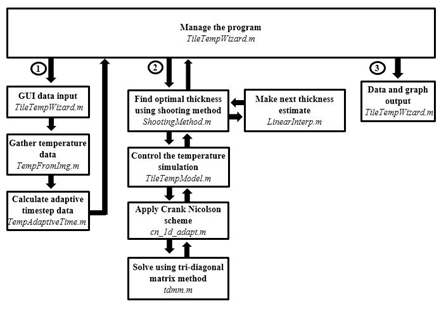 Manage the program
TileTempWizard.m
1
2
3
GUI data input
TileTempWizard.m
Gather temperature
data
TempFromImg.m
Calculate adaptive
timestep data
TempAdaptiveTime.m
Find optimal thickness
using shooting method
ShootingMethod.m
Make next thickness
estimate
LinearInterp.m
Control the temperature
simulation
TileTempModel.m
Apply Crank Nicolson
scheme
cn_1d_adapt.m
Solve using tri-diagonal
matrix method
tdmm.m
Data and graph
output
TileTempWizard.m